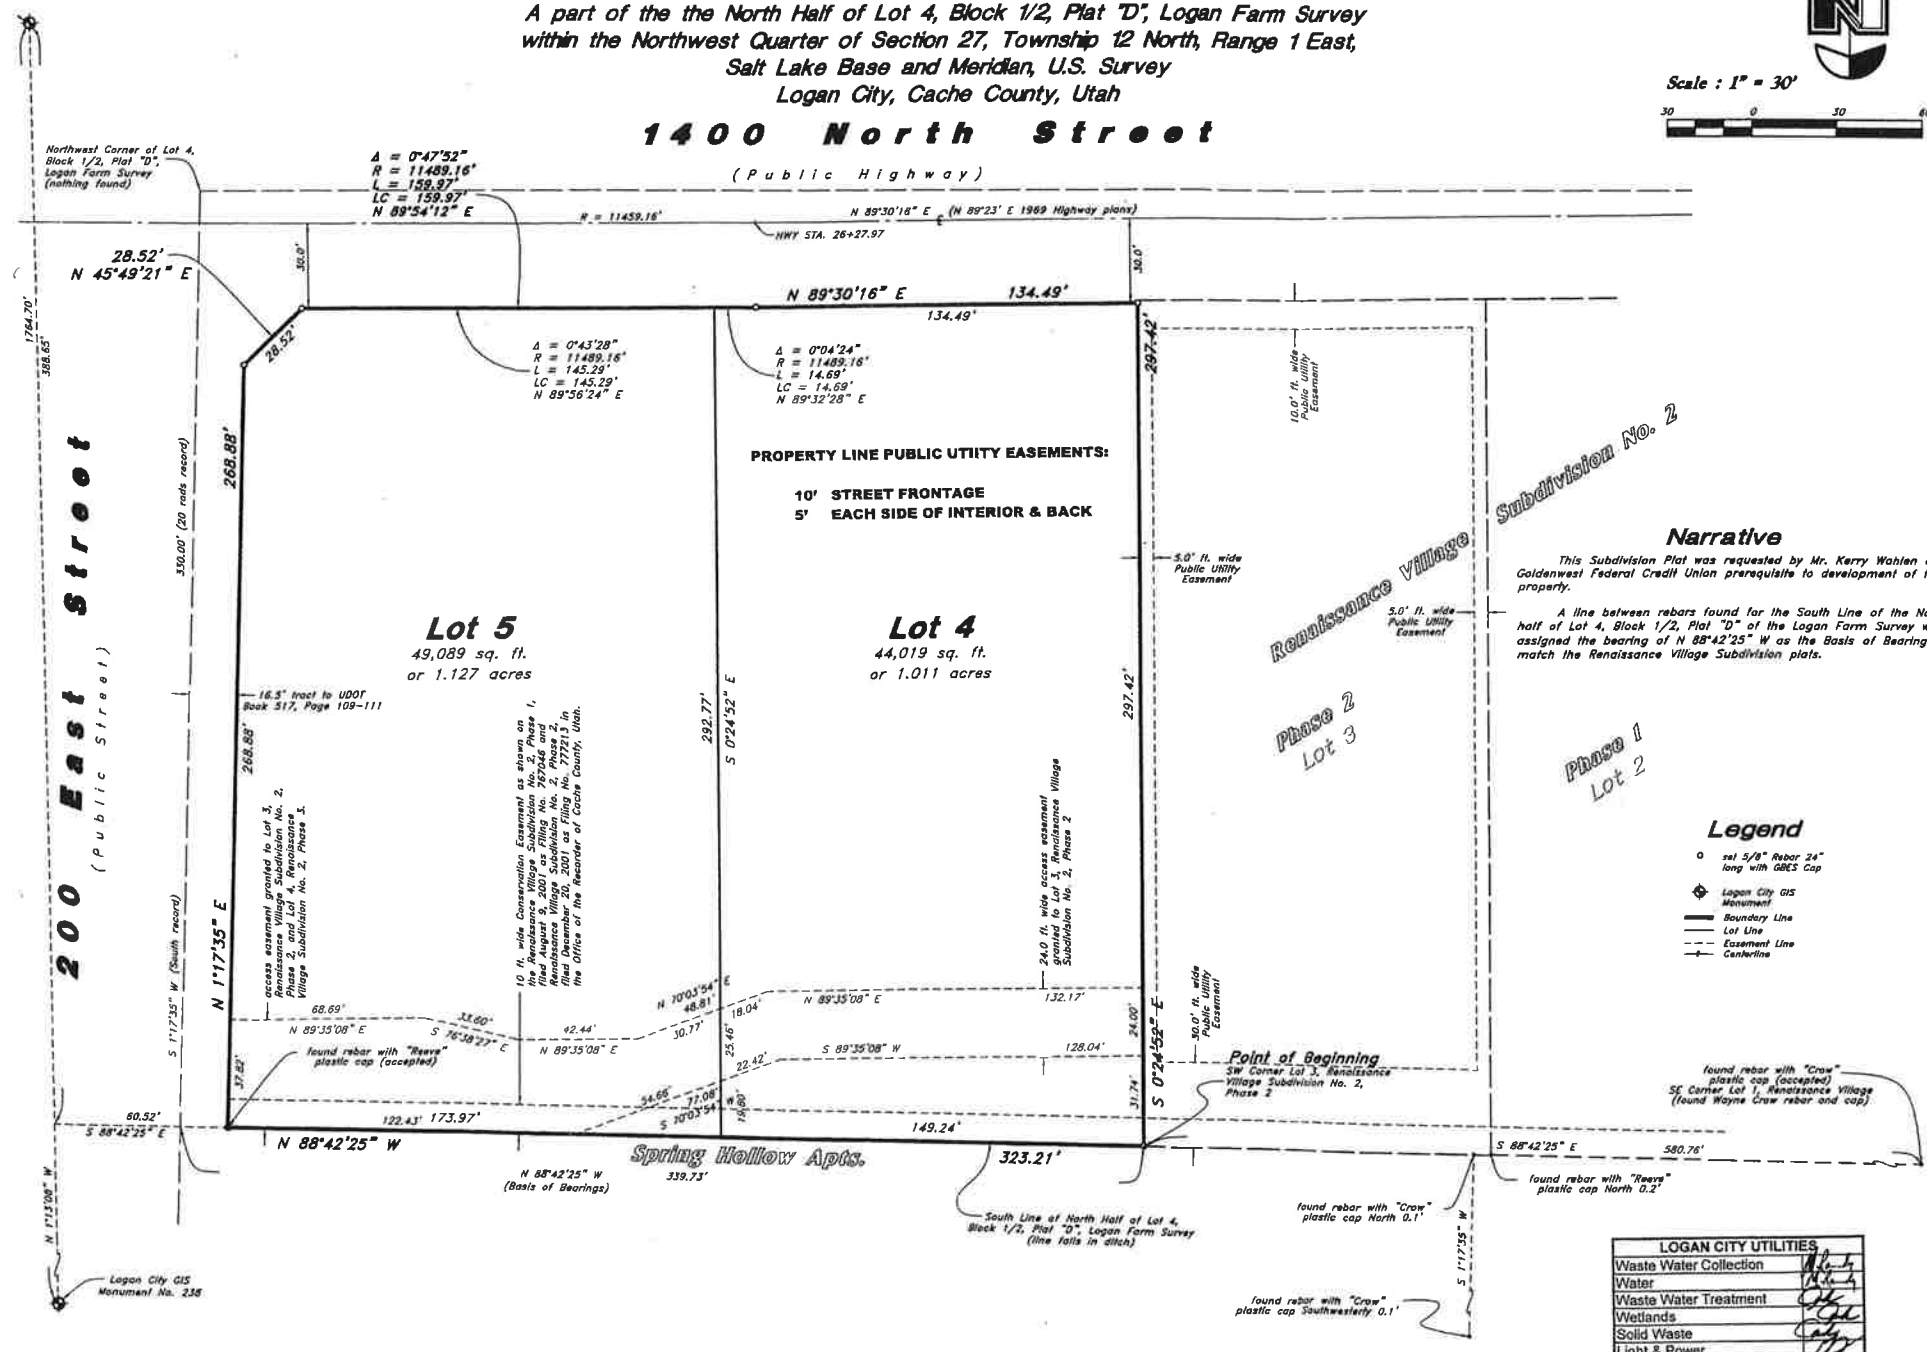 A part of the the North Half of Lot 4, Block 1/2, Plat "D", Logan Farm Survey
within the Northwest Quarter of Section 27, Township 12 North, Range 1 East,
Salt Lake Base and Meridian, U.S. Survey
Logan City, Cache County, Utah
N
Scale : 1" = 30'
30 0 30
1400 North Street
(Public Highway)
Northwest Corner of Lot 4,
Block 1/2, Plat "D",
Logan Farm Survey
(nothing found)
Δ = 0°47'52"
R = 11489.16'
L = 159.97'
LC = 159.97'
N 89°54'12" E
R = 11459.16'
N 89°30'16" E (N 89°23' E 1969 Highway plans)
HWY STA. 26+27.97
28.52'
N 45°49'21" E
30.0'
30.0'
N 89°30'16" E 134.49'
134.49'
28.52'
Δ = 0°43'28"
R = 11489.16'
L = 145.29'
LC = 145.29'
N 89°56'24" E
Δ = 0°04'24"
R = 11489.16'
L = 14.69'
LC = 14.69'
N 89°32'28" E
1764.70'
388.65'
297.42'
10.0' ft. wide
Public Utility
Easement
268.88'
330.00' (20 rods record)
PROPERTY LINE PUBLIC UTIITY EASEMENTS:
10' STREET FRONTAGE
5' EACH SIDE OF INTERIOR & BACK
5.0' ft. wide
Public Utility
Easement
Renaissance Village Subdivision No. 2
Narrative
This Subdivision Plat was requested by Mr. Kerry Wahlen
Goldenwest Federal Credit Union prerequisite to development of
property.
A line between rebars found for the South Line of the
half of Lot 4, Block 1/2, Plat "D" of the Logan Farm Survey
assigned the bearing of N 88°42'25" W as the Basis of Bearing
match the Renaissance Village Subdivision plats.
5.0' ft. wide
Public Utility
Easement
200 East Street
(Public Street)
Lot 5
49,089 sq. ft.
or 1.127 acres
Lot 4
44,019 sq. ft.
or 1.011 acres
16.5' tract to UDOT
Book 517, Page 109-111
268.88'
292.77'
S 0°24'52" E
297.42'
Phase 2
Lot 3
Phase 1
Lot 2
access easement granted to Lot 3,
Renaissance Village Subdivision No. 2,
Phase 2, and Lot 4, Renaissance
Village Subdivision No. 2, Phase 3.
10 ft. wide Conservation Easement as shown on
the Renaissance Village Subdivision No. 2, Phase 1,
filed August 9, 2001 as Filing No. 767046 and
Renaissance Village Subdivision No. 2, Phase 2,
filed December 20, 2001 as Filing No. 777213 in
the Office of the Recorder of Cache County, Utah.
24.0 ft. wide access easement
granted to Lot 3, Renaissance Village
Subdivision No. 2, Phase 2
Legend
set 5/8" Rebar 24"
long with GBES Cap
Logan City GIS
Monument
Boundary Line
Lot Line
Easement Line
Centerline
N 1°17'35" E
S 1°17'35" W (South record)
68.69'
N 89°35'08" E
33.60'
S 76°38'27" E
42.44'
N 89°35'08" E
N 70°03'54" E
48.81'
30.77'
18.04'
N 89°35'08" E
132.17'
25.46'
22.42'
S 89°35'08" W
128.04'
24.00'
S 0°24'52" E
30.0' ft. wide
Public Utility
Easement
found rebar with "Reeve"
plastic cap (accepted)
37.82'
54.66'
77.08'
S 70°03'54" W
19.80'
31.74'
Point of Beginning
SW Corner Lot 3, Renaissance
Village Subdivision No. 2,
Phase 2
found rebar with "Crow"
plastic cap (accepted)
SE Corner Lot 1, Renaissance Village
(found Wayne Crow rebar and cap)
60.52'
S 88°42'25" E
122.43' 173.97'
149.24'
N 88°42'25" W
Spring Hollow Apts.
323.21'
S 88°42'25" E
580.76'
N 88°42'25" W
(Basis of Bearings)
339.73'
found rebar with "Reeve"
plastic cap North 0.2'
found rebar with "Crow"
plastic cap North 0.1'
South Line of North Half of Lot 4,
Block 1/2, Plat "D", Logan Farm Survey
(line falls in ditch)
N 1°13'08" W
S 1°17'35" W
Logan City GIS
Monument No. 238
found rebar with "Crow"
plastic cap Southwesterly 0.1'
LOGAN CITY UTILITIES
Waste Water Collection
Water
Waste Water Treatment
Wetlands
Solid Waste
Light & Power